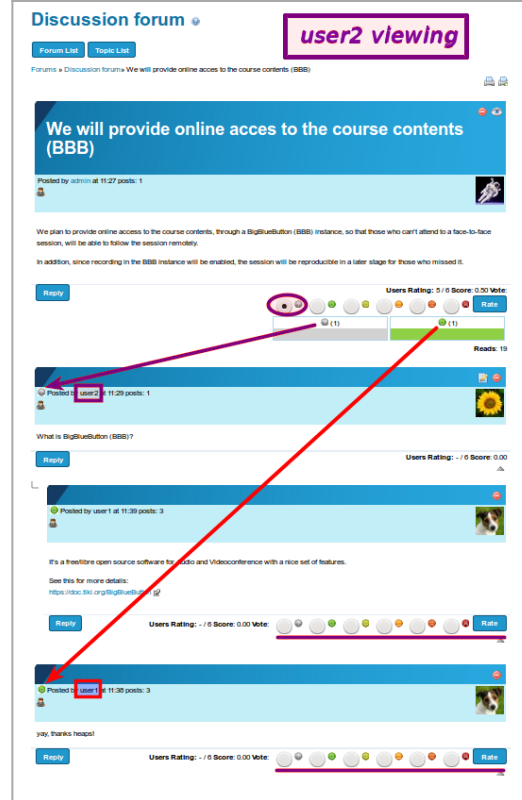 Discussion forum
user2 viewing
Forum List Topic List
Forums » Discussion forum» We will provide online acces to the course contents (BBB)
We will provide online acces to the course contents
(BBB)
Posted by admin at 11:27 posts: 1
We plan to provide online access to the course contents, through a BigBlueButton (BBB) instance, so that those who can't attend to a face-to-face
session, will be able to follow the session remotely.
In addition, since recording in the BBB instance will be enabled, the session will be reproducible in a later stage for those who missed it.
Users Rating: 5 / 6 Score: 0.50 Vote:
Reply
Rate
(1) (1)
Reads: 19
Posted by user2 at 11:29 posts: 1
What is BigBlueButton (BBB)?
Reply
Users Rating: - / 6 Score: 0.00
Posted by user1 at 11:39 posts: 3
It's a free/libre open source software for Audio and Videoconference with a nice set of features.
See this for more details:
https://doc.tiki.org/BigBlueButton
Reply Users Rating: - / 6 Score: 0.00 Vote: Rate
Posted by user1 at 11:38 posts: 3
yay, thanks heaps!
Reply Users Rating: - / 6 Score: 0.00 Vote: Rate